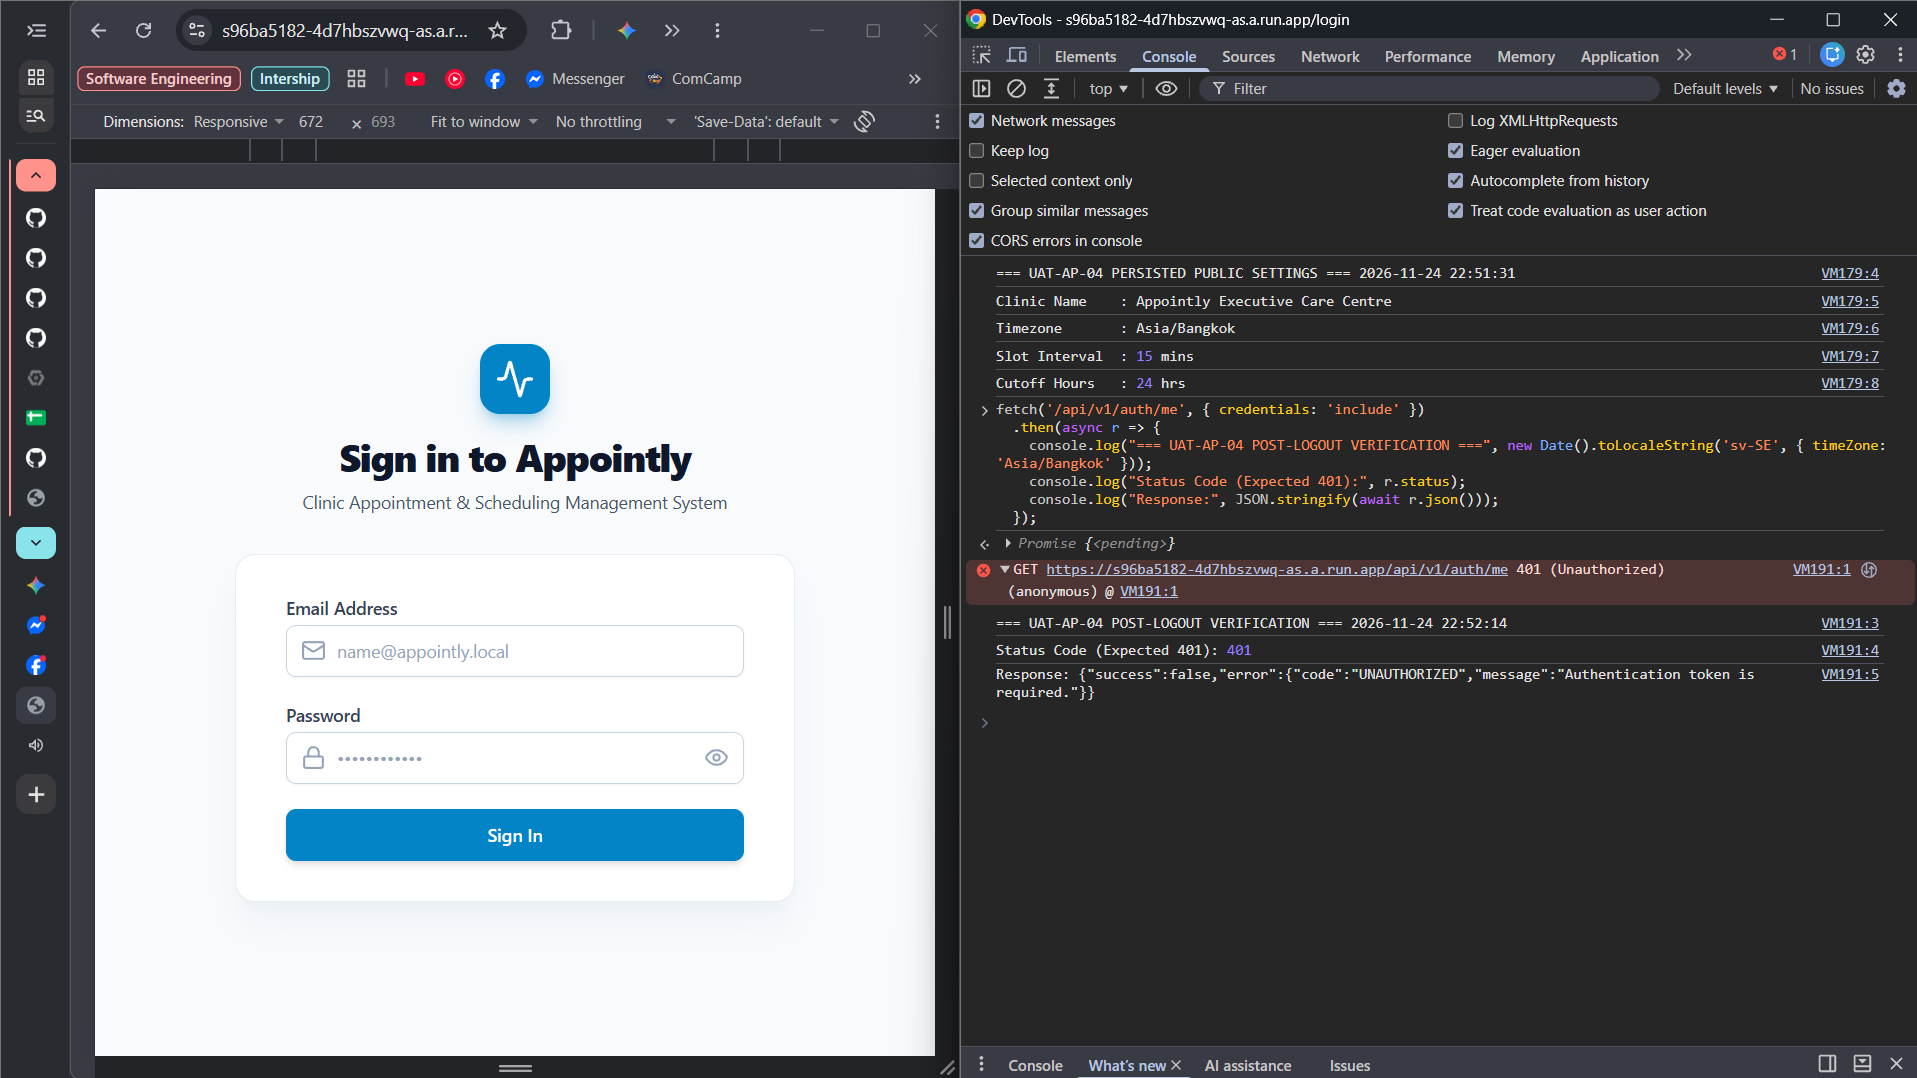 s96ba5182-4d7hbszvwq-as.a.r...
Software Engineering
Intership
Messenger
ComCamp
Dimensions: Responsive
672
×
693
Fit to window
No throttling
'Save-Data': default
Sign in to Appointly
Clinic Appointment & Scheduling Management System
Email Address
name@appointly.local
Password
••••••••••••
Sign In
DevTools - s96ba5182-4d7hbszvwq-as.a.run.app/login
Elements
Console
Sources
Network
Performance
Memory
Application
1
top
Filter
Default levels
No issues
Network messages
Log XMLHttpRequests
Keep log
Eager evaluation
Selected context only
Autocomplete from history
Group similar messages
Treat code evaluation as user action
CORS errors in console
=== UAT-AP-04 PERSISTED PUBLIC SETTINGS === 2026-11-24 22:51:31 VM179:4
Clinic Name : Appointly Executive Care Centre VM179:5
Timezone : Asia/Bangkok VM179:6
Slot Interval : 15 mins VM179:7
Cutoff Hours : 24 hrs VM179:8
fetch('/api/v1/auth/me', { credentials: 'include' })
.then(async r => {
console.log("=== UAT-AP-04 POST-LOGOUT VERIFICATION ===", new Date().toLocaleString('sv-SE', { timeZone:
'Asia/Bangkok' }));
console.log("Status Code (Expected 401):", r.status);
console.log("Response:", JSON.stringify(await r.json()));
});
Promise {<pending>}
GET https://s96ba5182-4d7hbszvwq-as.a.run.app/api/v1/auth/me 401 (Unauthorized) VM191:1
(anonymous) @ VM191:1
=== UAT-AP-04 POST-LOGOUT VERIFICATION === 2026-11-24 22:52:14 VM191:3
Status Code (Expected 401): 401 VM191:4
Response: {"success":false,"error":{"code":"UNAUTHORIZED","message":"Authentication token is VM191:5
required."}}
Console
What's new
AI assistance
Issues